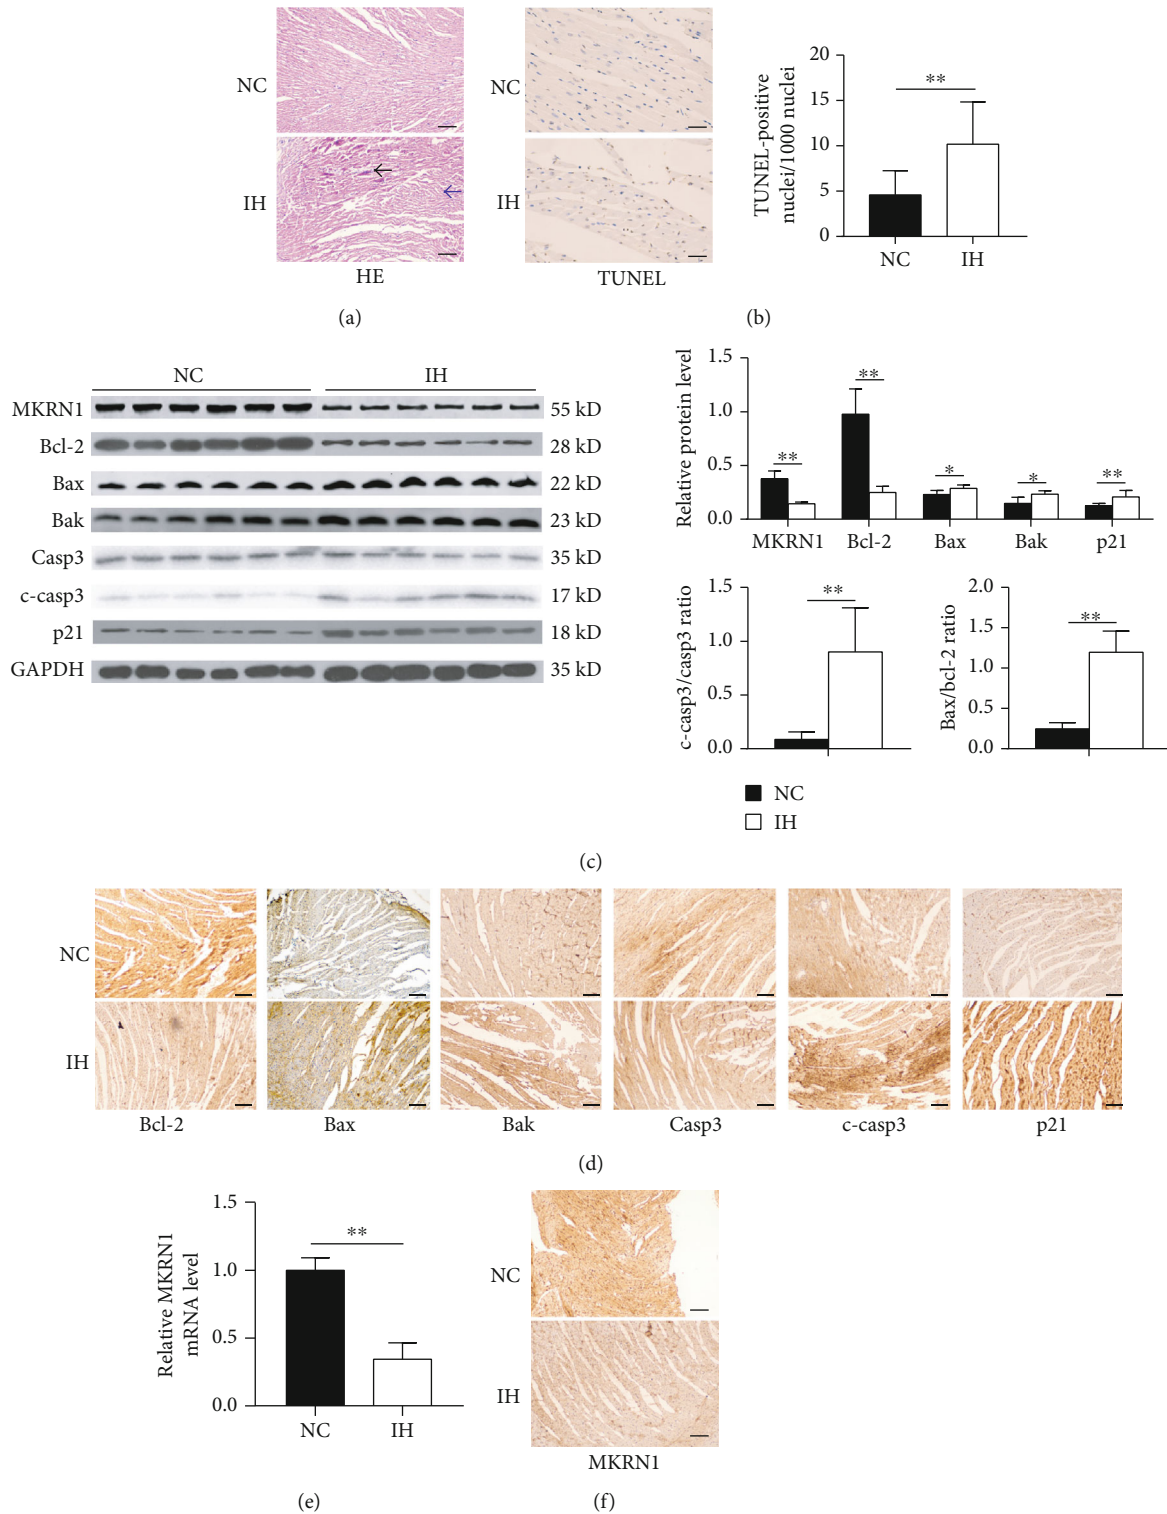 NC
IH
HE
(a)
NC
IH
TUNEL
TUNEL-positive
nuclei/1000 nuclei
20
15
10
5
0
**
NC
IH
(b)
NC
IH
MKRN1
55 kD
Bcl-2
28 kD
Bax
22 kD
Bak
23 kD
Casp3
35 kD
c-casp3
17 kD
p21
18 kD
GAPDH
35 kD
Relative protein level
1.5
1.0
0.5
0.0
**
**
*
*
**
MKRN1
Bcl-2
Bax
Bak
p21
c-casp3/casp3 ratio
1.5
1.0
0.5
0.0
**
Bax/bcl-2 ratio
2.0
1.5
1.0
0.5
0.0
**
NC
IH
(c)
NC
IH
Bcl-2
Bax
Bak
Casp3
c-casp3
p21
(d)
Relative MKRN1
mRNA level
1.5
1.0
0.5
0.0
**
NC
IH
(e)
NC
IH
MKRN1
(f)